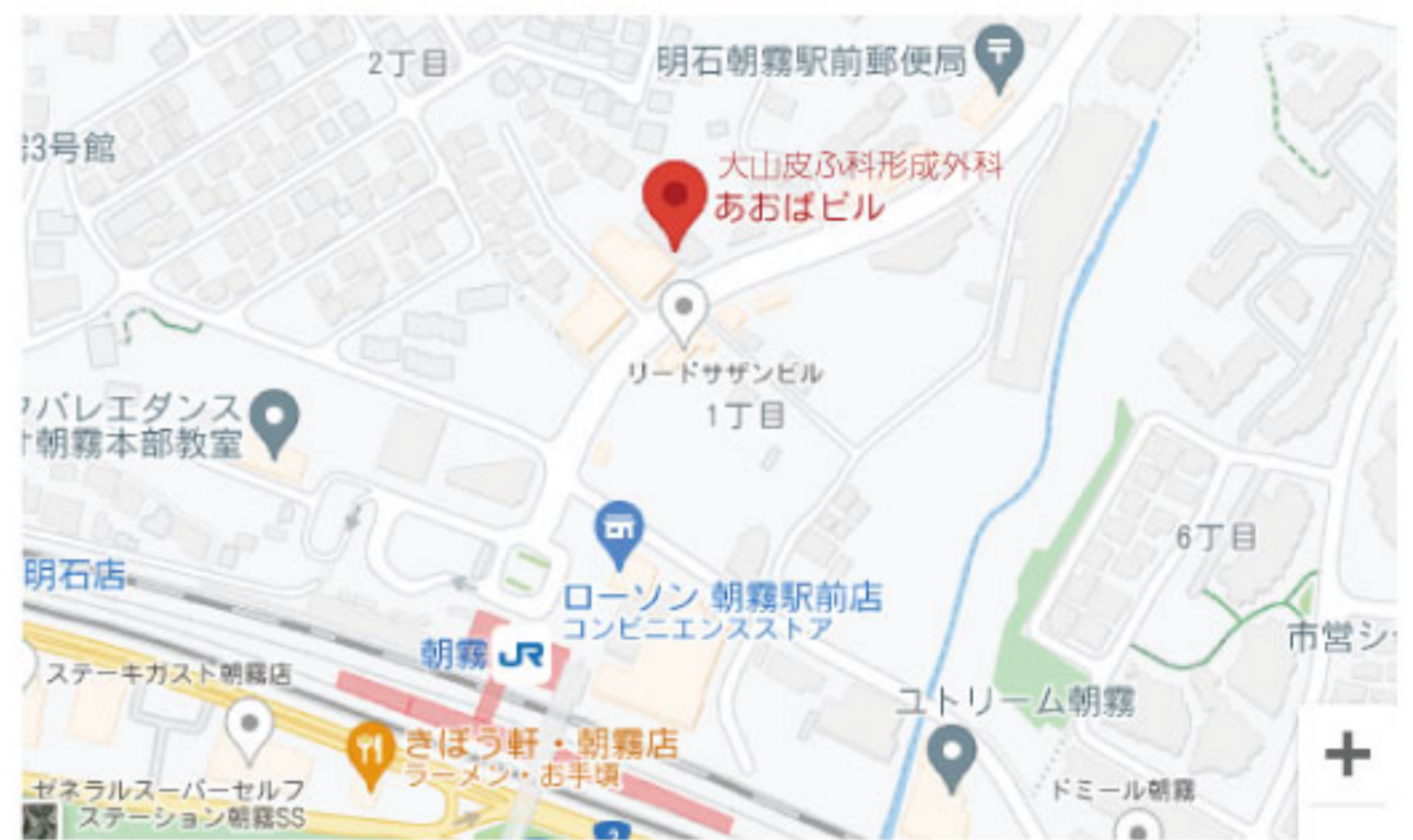 2丁目
明石朝霧駅前郵便局
3号館
大山皮ふ科形成外科
あおばビル
リードサザンビル
1丁目
バレエダンス
朝霧本部教室
6丁目
明石店
ローソン 朝霧駅前店
コンビニエンスストア
朝霧 JR
市営シ
ステーキガスト朝霧店
ユトリーム朝霧
きぼう軒・朝霧店
ラーメン・お手頃
ゼネラルスーパーセルフ
ステーション朝霧SS
ドミール朝霧
2